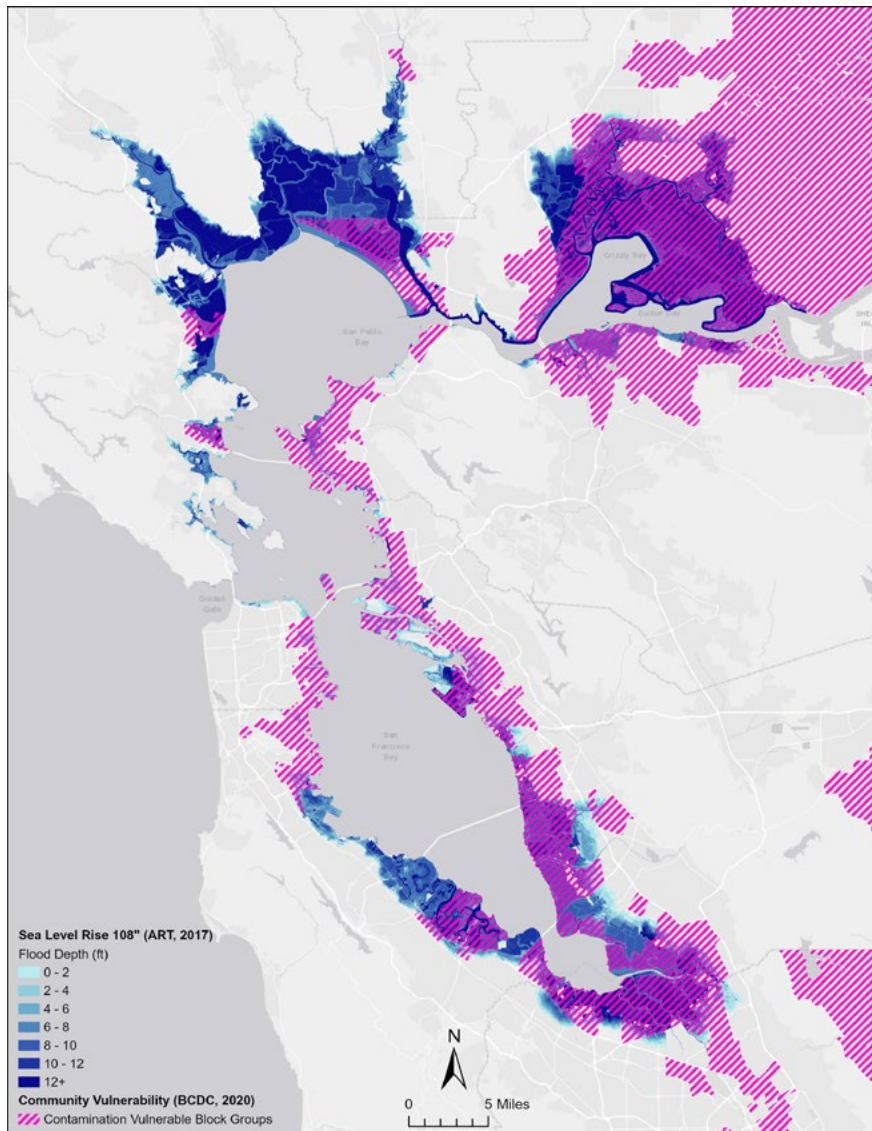 Grizzly Bay
Suisun Bay
SHE
IN
San Pablo
Bay
Golden
Gate
San
Francisco
Bay
Sea Level Rise 108" (ART, 2017)
Flood Depth (ft)
0 - 2
2 - 4
4 - 6
6 - 8
8 - 10
10 - 12
12+
Community Vulnerability (BCDC, 2020)
Contamination Vulnerable Block Groups
N
0 5 Miles